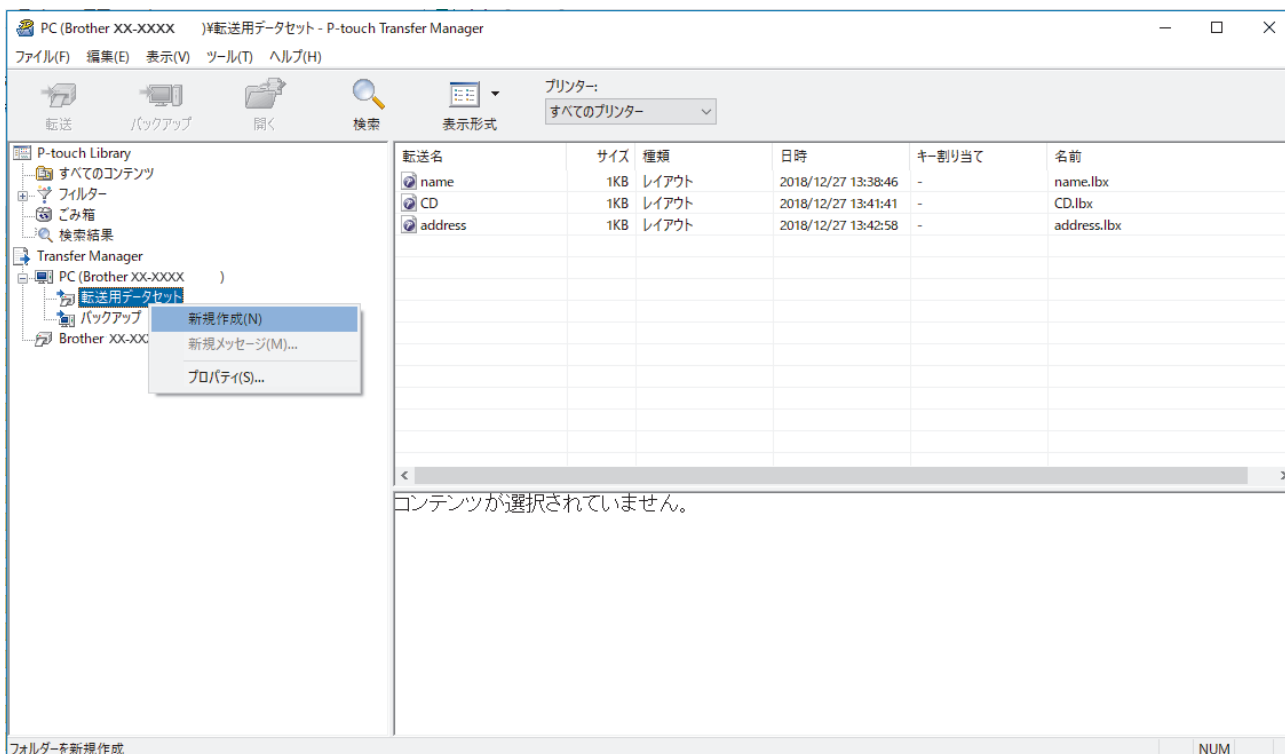 PC (Brother XX-XXXX )¥転送用データセット - P-touch Transfer Manager
ファイル(F) 編集(E) 表示(V) ツール(T) ヘルプ(H)
転送 バックアップ 開く 検索 表示形式
プリンター:
すべてのプリンター
P-touch Library
すべてのコンテンツ
フィルター
ごみ箱
検索結果
Transfer Manager
PC (Brother XX-XXXX )
転送用データセット
バックアップ
Brother XX-XX
新規作成(N)
新規メッセージ(M)...
プロパティ(S)...
転送名 サイズ 種類 日時 キー割り当て 名前
name 1KB レイアウト 2018/12/27 13:38:46 - name.lbx
CD 1KB レイアウト 2018/12/27 13:41:41 - CD.lbx
address 1KB レイアウト 2018/12/27 13:42:58 - address.lbx
コンテンツが選択されていません。
フォルダーを新規作成
NUM